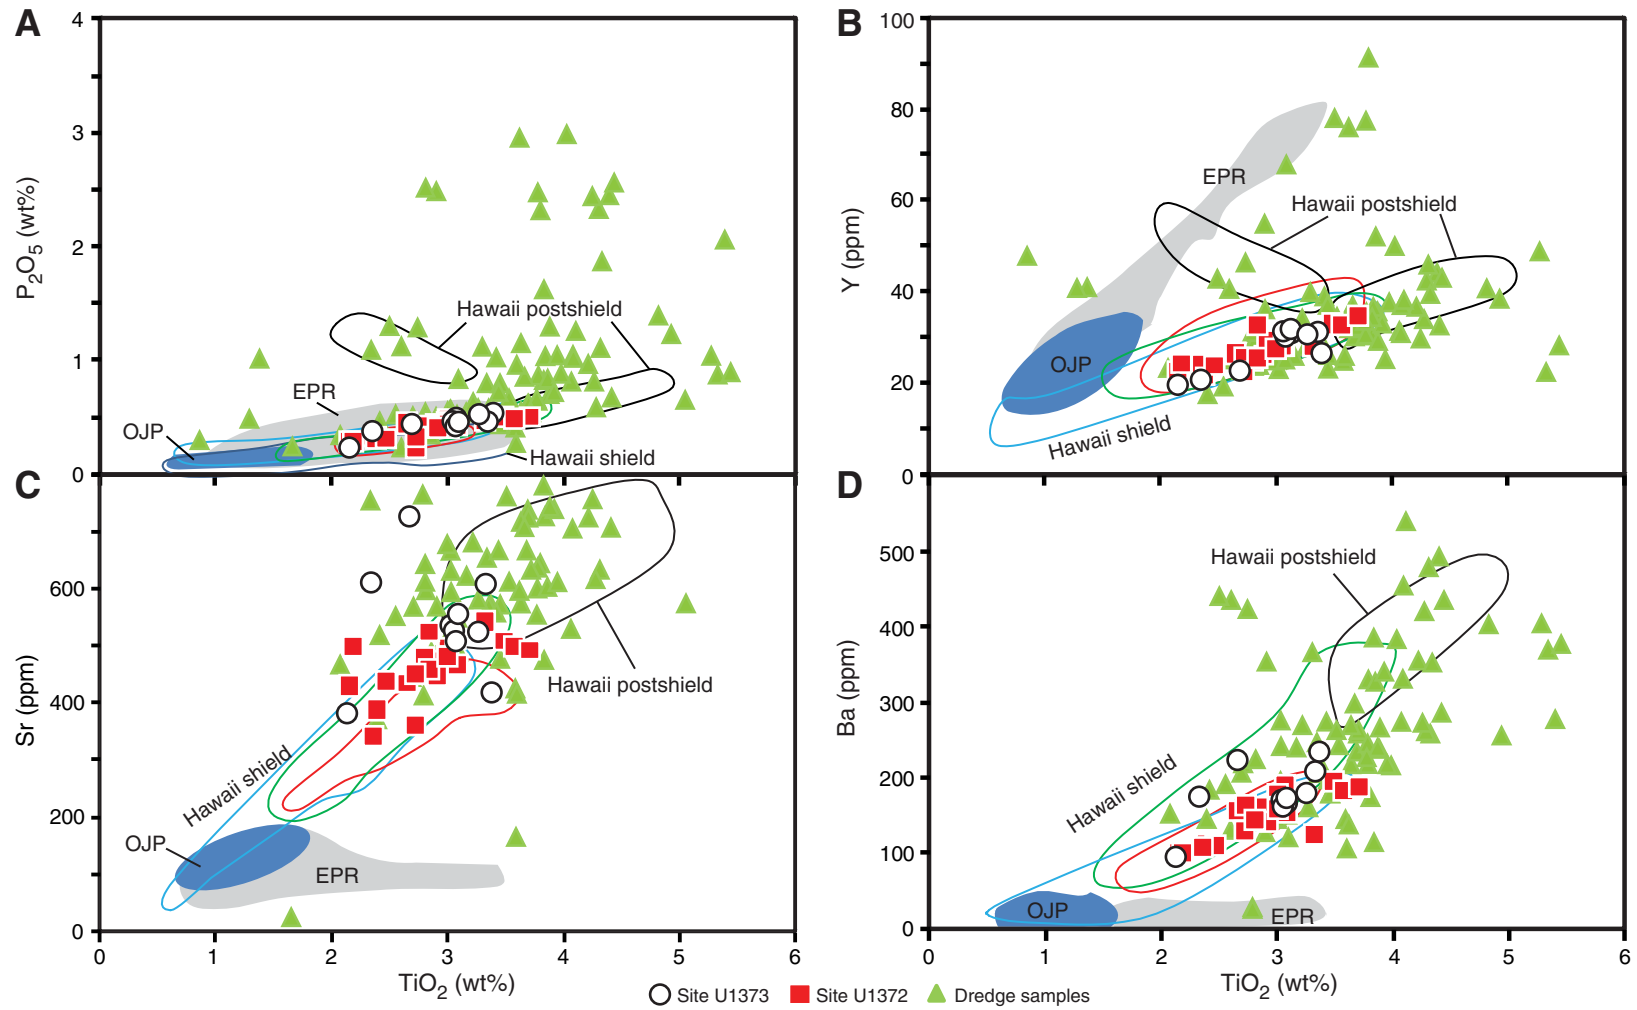 A
4
3
2
1
0
P2O5 (wt%)
Hawaii postshield
EPR
OJP
Hawaii shield
B
100
80
60
40
20
0
Y (ppm)
EPR
Hawaii postshield
OJP
Hawaii shield
C
600
400
200
0
Sr (ppm)
Hawaii postshield
Hawaii shield
OJP
EPR
0 1 2 3 4 5 6
TiO2 (wt%)
D
500
400
300
200
100
0
Ba (ppm)
Hawaii postshield
Hawaii shield
OJP
EPR
0 1 2 3 4 5 6
TiO2 (wt%)
Site U1373 Site U1372 Dredge samples